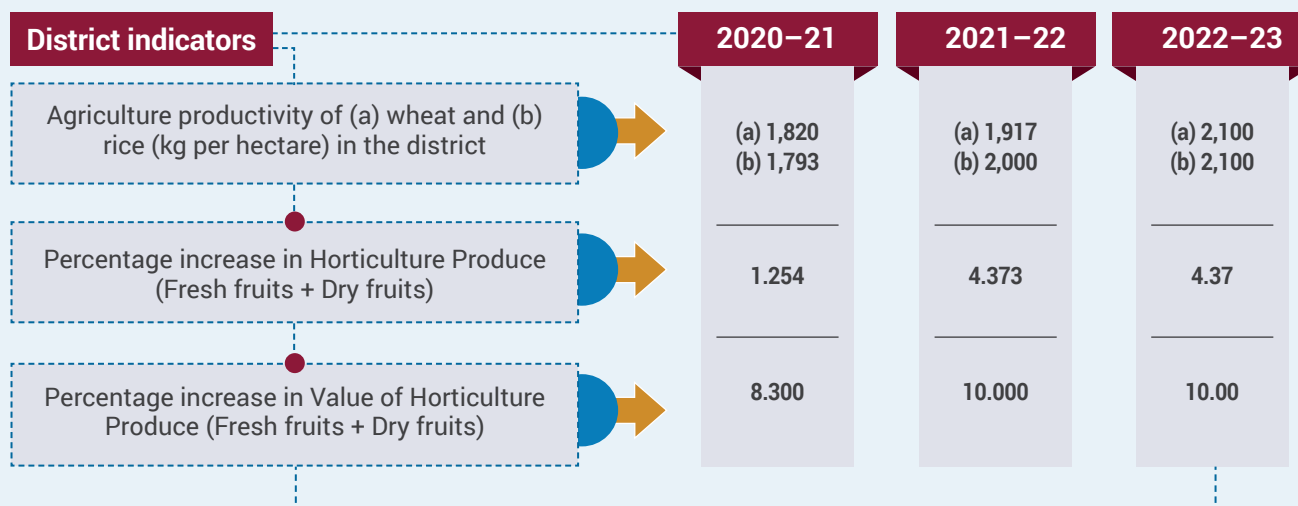 District indicators
2020–21
2021–22
2022–23
Agriculture productivity of (a) wheat and (b)
rice (kg per hectare) in the district
(a) 1,820
(b) 1,793
(a) 1,917
(b) 2,000
(a) 2,100
(b) 2,100
Percentage increase in Horticulture Produce
(Fresh fruits + Dry fruits)
1.254
4.373
4.37
Percentage increase in Value of Horticulture
Produce (Fresh fruits + Dry fruits)
8.300
10.000
10.00